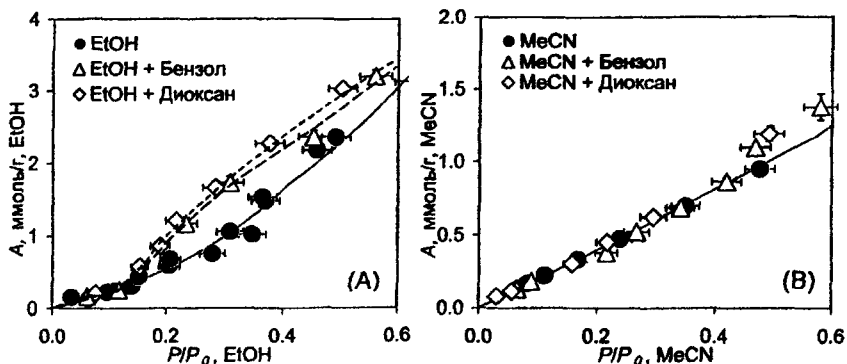 4
3
2
1
0
A, ммоль/г, EtOH
EtOH
EtOH + Бензол
EtOH + Диоксан
(A)
0.0 0.2 0.4 0.6
P/P0, EtOH
2.0
1.5
1.0
0.5
0.0
A, ммоль/г, MeCN
MeCN
MeCN + Бензол
MeCN + Диоксан
(B)
0.0 0.2 0.4 0.6
P/P0, MeCN